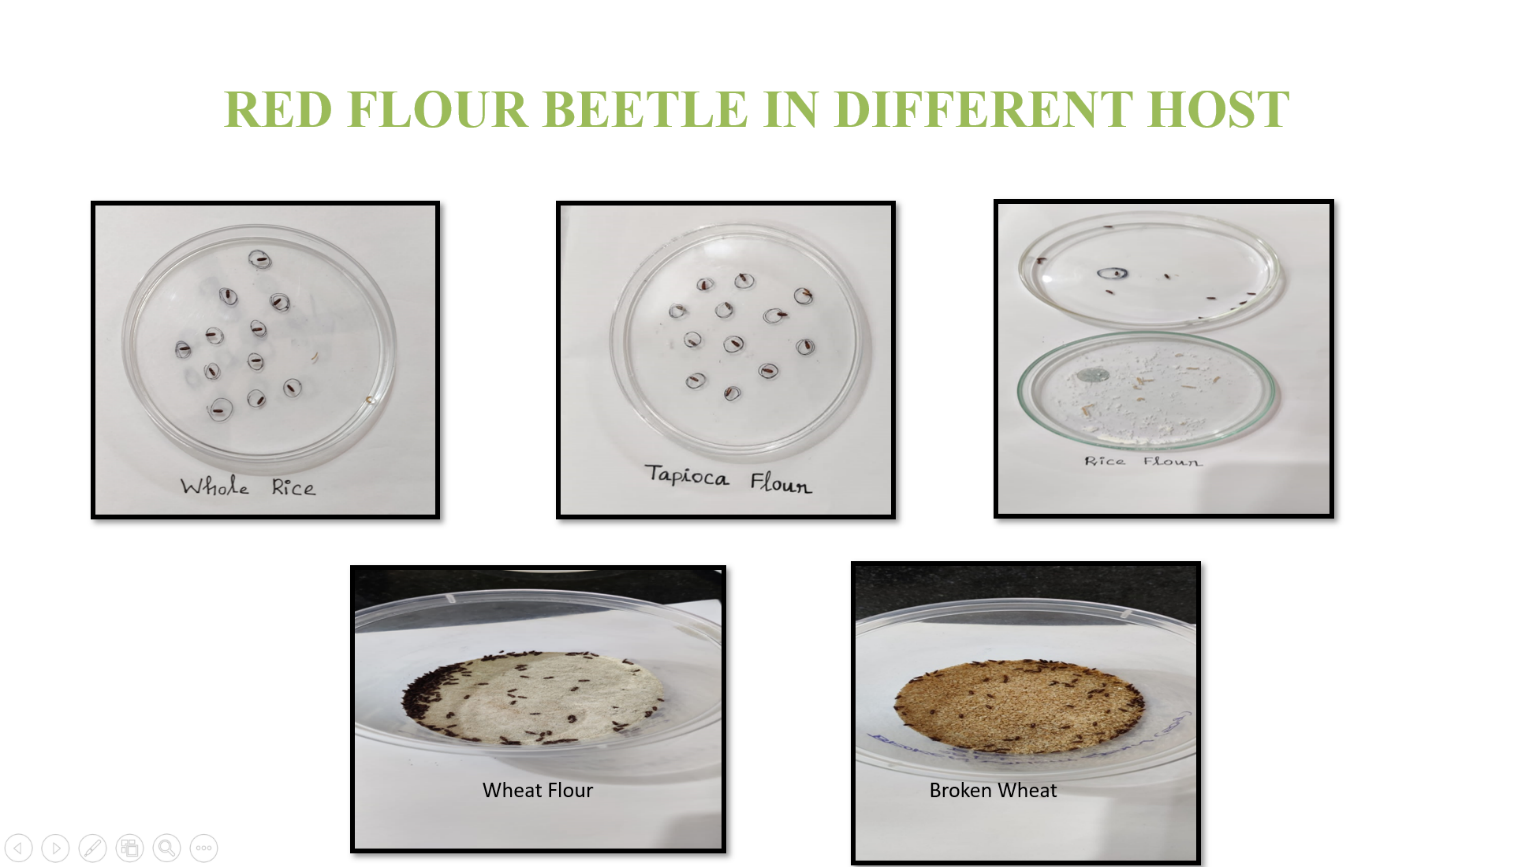 RED FLOUR BEETLE IN DIFFERENT HOST
Whole Rice
Tapioca Flour
Rice Flour
Wheat Flour
Broken Wheat